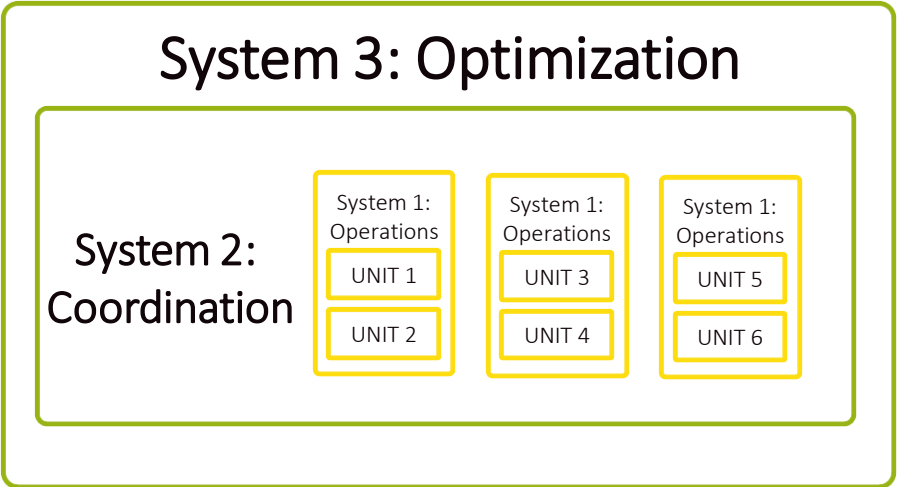 System 3: Optimization
System 2:
Coordination
System 1:
Operations
UNIT 1
UNIT 2
System 1:
Operations
UNIT 3
UNIT 4
System 1:
Operations
UNIT 5
UNIT 6